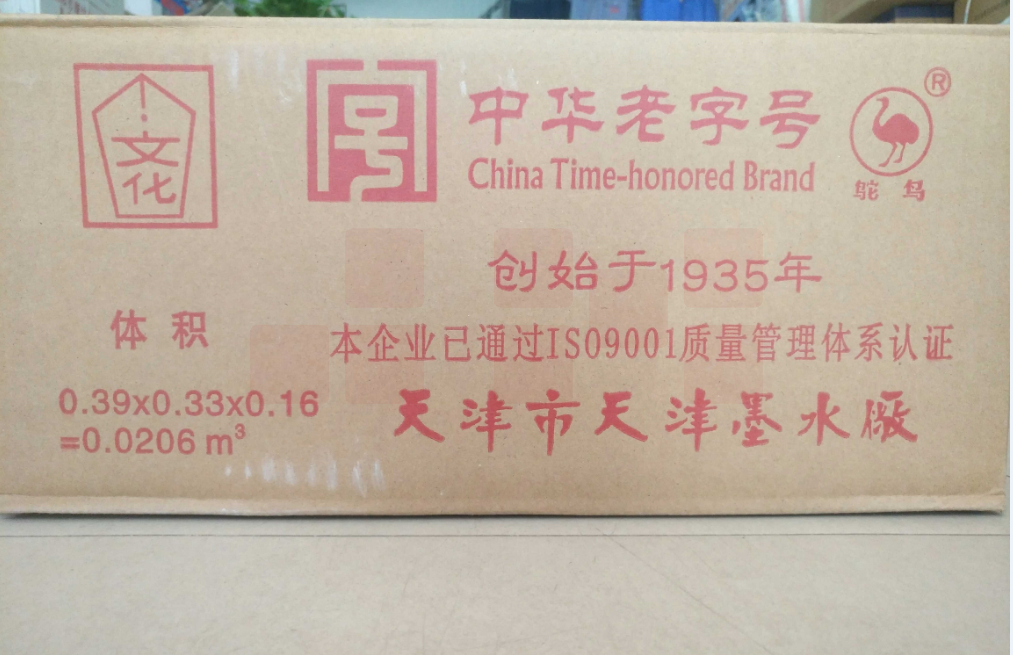 文化
中华老字号
China Time-honored Brand
®
鸵鸟
创始于1935年
体积
本企业已通过ISO9001质量管理体系认证
0.39x0.33x0.16
=0.0206 m³
天津市天津墨水厰